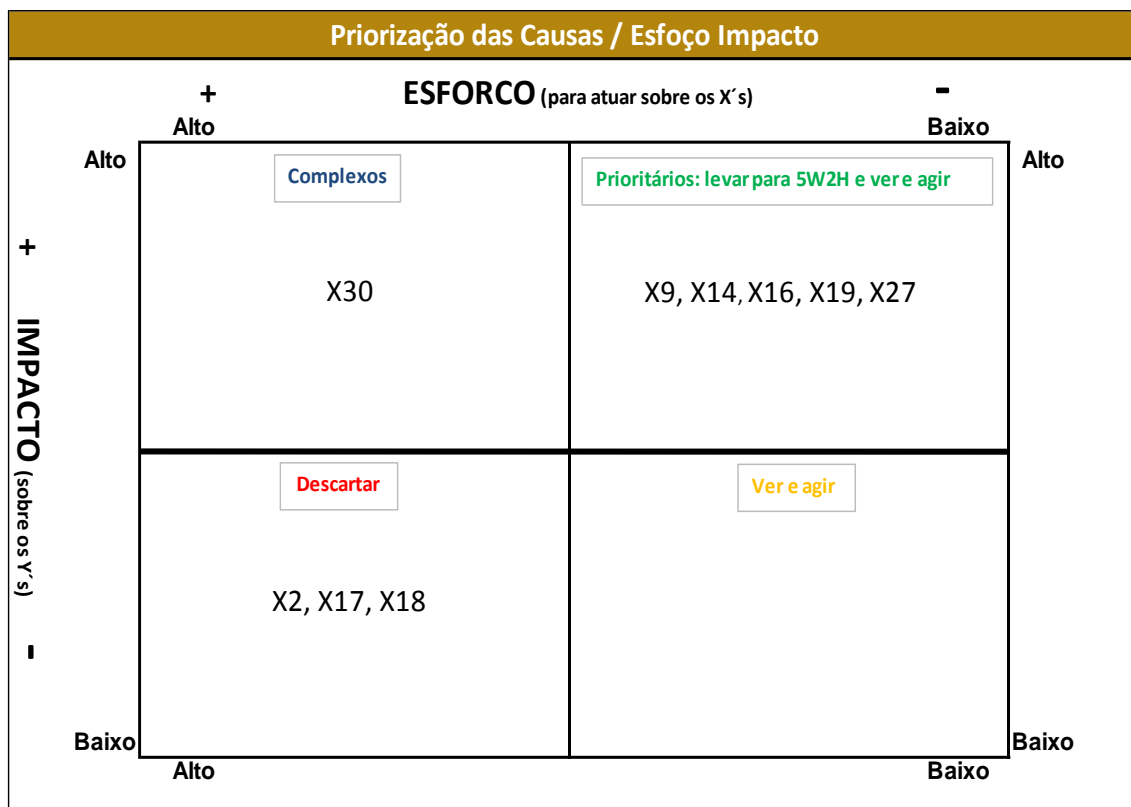 Priorização das Causas / Esfoço Impacto
+ ESFORCO (para atuar sobre os X´s) -
Alto Baixo
Alto Alto
Complexos
Prioritários: levar para 5W2H e ver e agir
+
X30
X9, X14, X16, X19, X27
IMPACTO (sobre os Y´s)
Descartar
Ver e agir
X2, X17, X18
-
Baixo Baixo
Alto Baixo